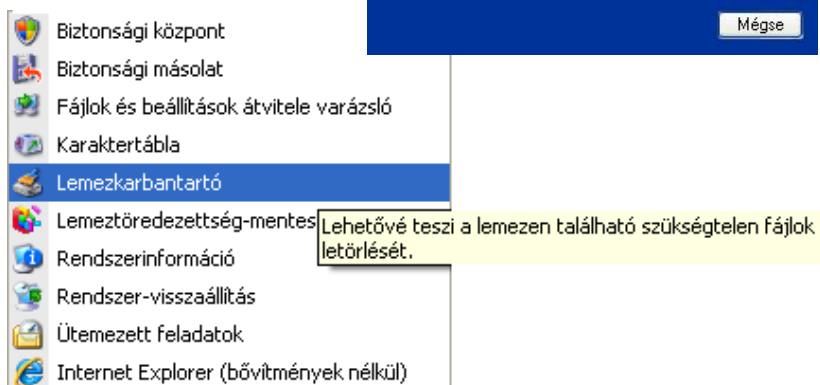 Mégse
Biztonsági központ
Biztonsági másolat
Fájlok és beállítások átvitele varázsló
Karaktertábla
Lemezkarbantartó
Lemeztöredezettség-mentes
Lehetővé teszi a lemezen található szükségtelen fájlok
letörlését.
Rendszerinformáció
Rendszer-visszaállítás
Ütemezett feladatok
Internet Explorer (bővítmények nélkül)